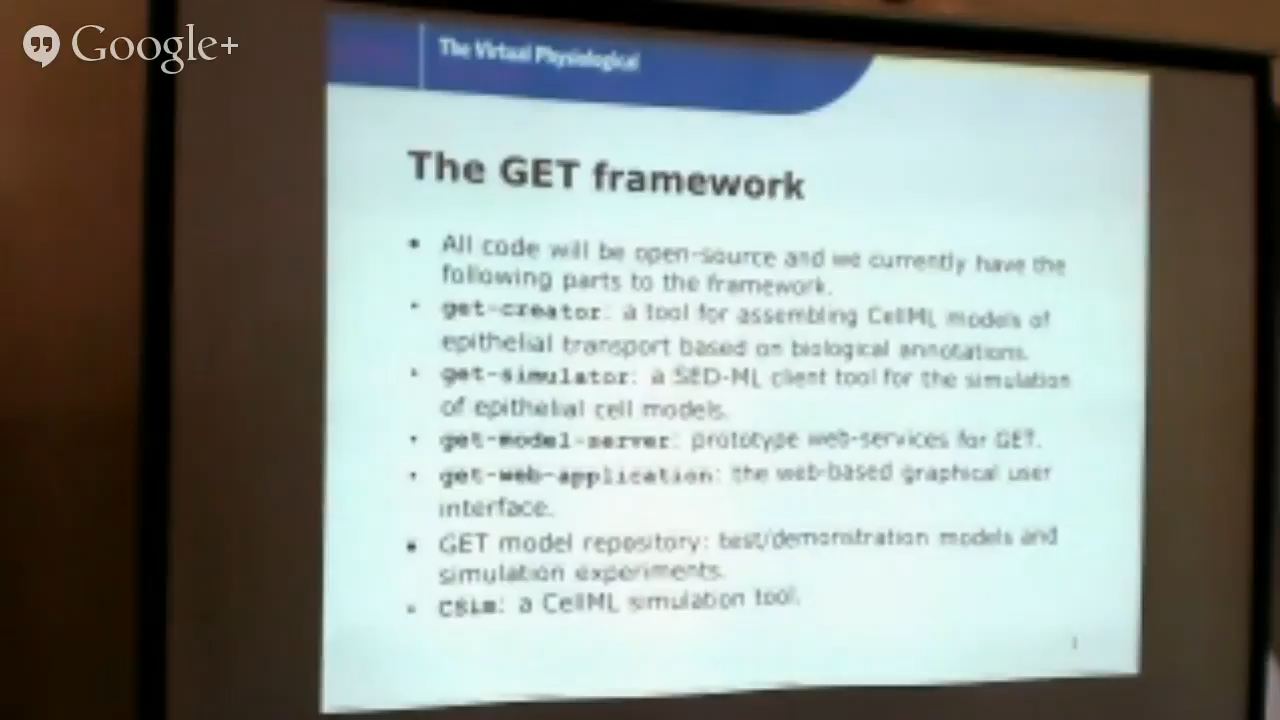 Google+
The Virtual Physiological
The GET framework
• All code will be open-source and we currently have the
following parts to the framework.
• get-creator: a tool for assembling CellML models of
epithelial transport based on biological annotations.
• get-simulator: a SED-ML client tool for the simulation
of epithelial cell models.
• get-model-server: prototype web-services for GET.
• get-web-application: the web-based graphical user
interface.
• GET model repository: test/demonstration models and
simulation experiments.
• CSim: a CellML simulation tool.